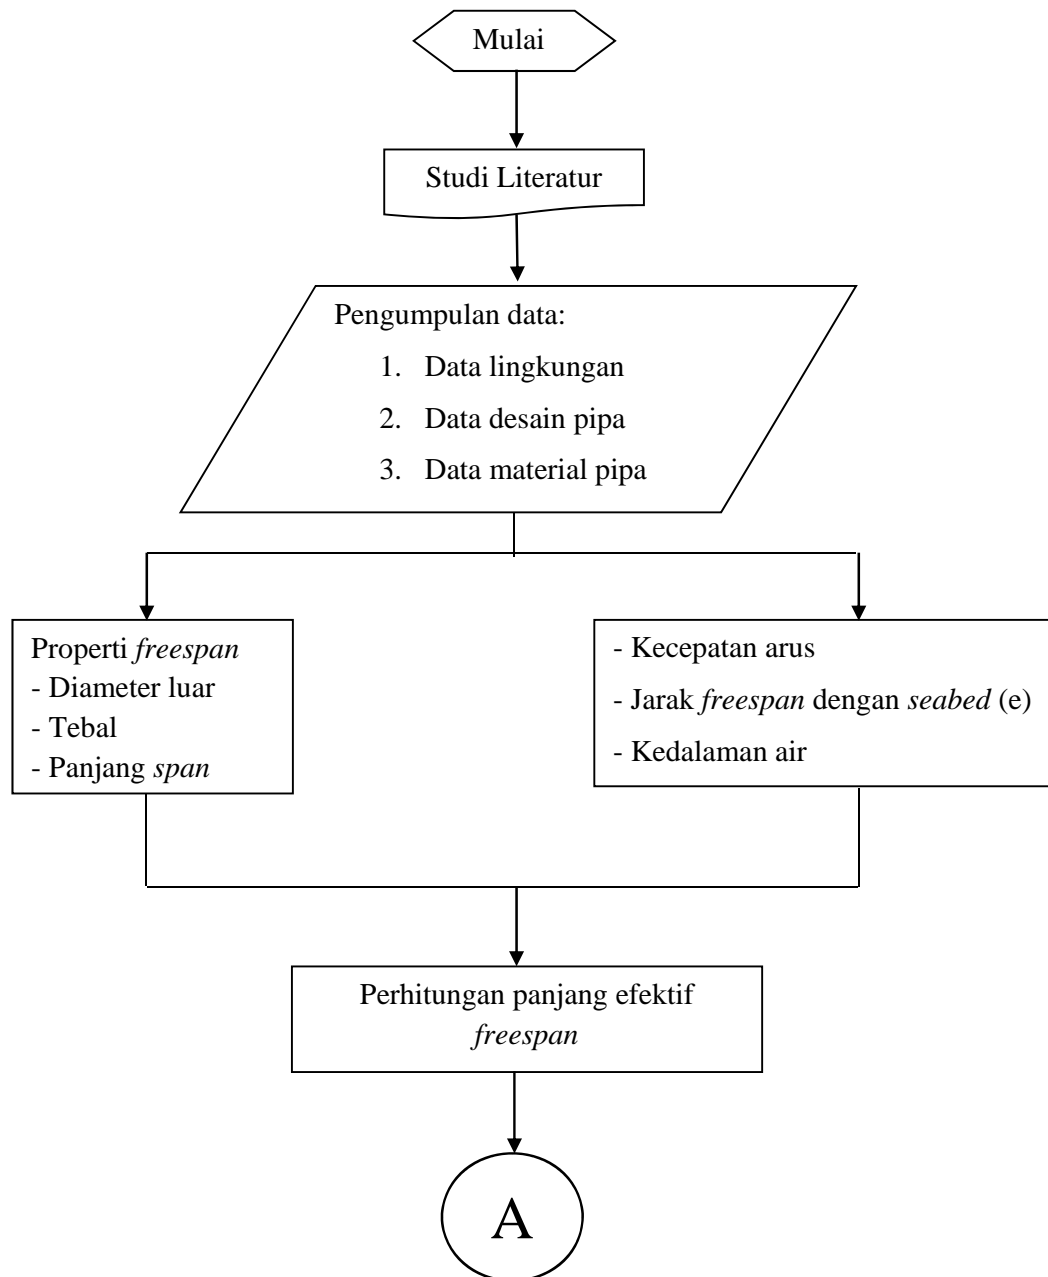 Mulai
Studi Literatur
Pengumpulan data:
1. Data lingkungan
2. Data desain pipa
3. Data material pipa
Properti freespan
- Diameter luar
- Tebal
- Panjang span
- Kecepatan arus
- Jarak freespan dengan seabed (e)
- Kedalaman air
Perhitungan panjang efektif
freespan
A